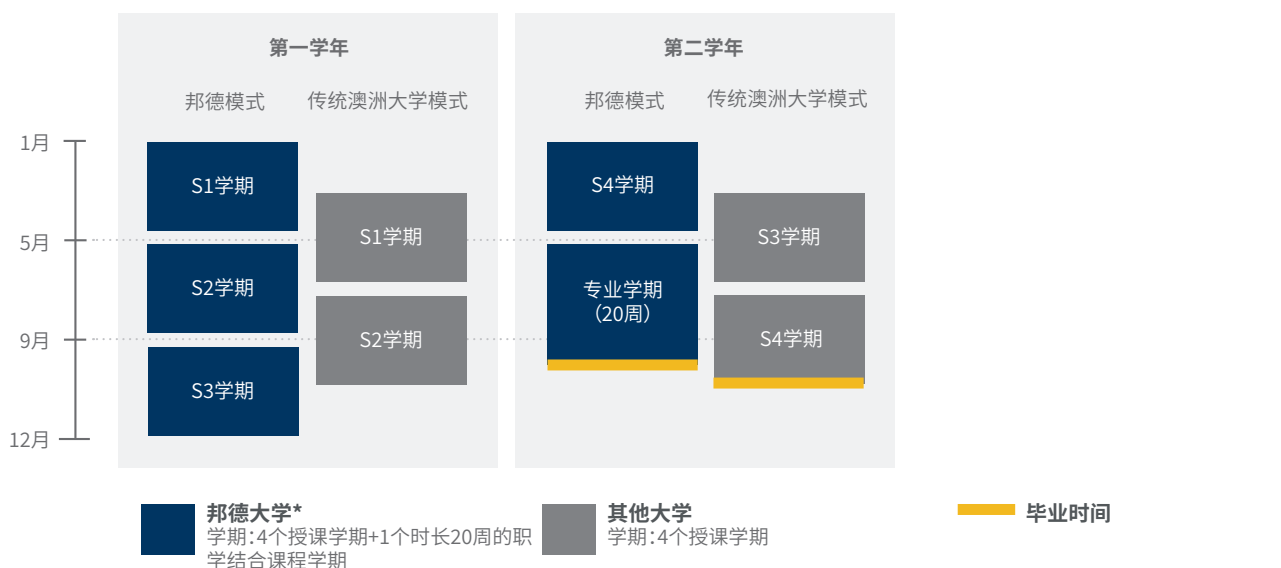 第一学年
第二学年
邦德模式
传统澳洲大学模式
邦德模式
传统澳洲大学模式
1月
S1学期
S4学期
S1学期
S3学期
5月
S2学期
专业学期
（20周）
S2学期
S4学期
9月
S3学期
12月
邦德大学*
学期：4个授课学期+1个时长20周的职
学结合课程学期
其他大学
学期：4个授课学期
毕业时间